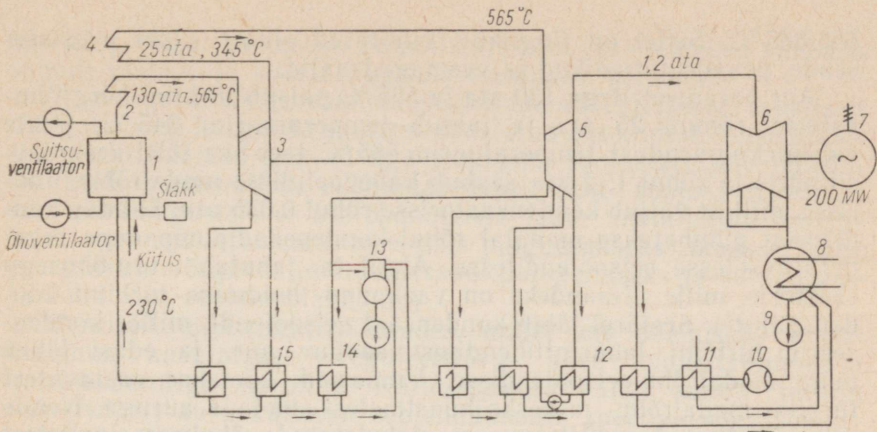 565°C
4
25 ata, 345°C
1,2 ata
2
130 ata, 565°C
3
5
6
7
Suitsu-
ventilaator
1
Šlakk
200 MW
Õhuventilaator
Kütus
13
8
230°C
9
15
14
12
11
10